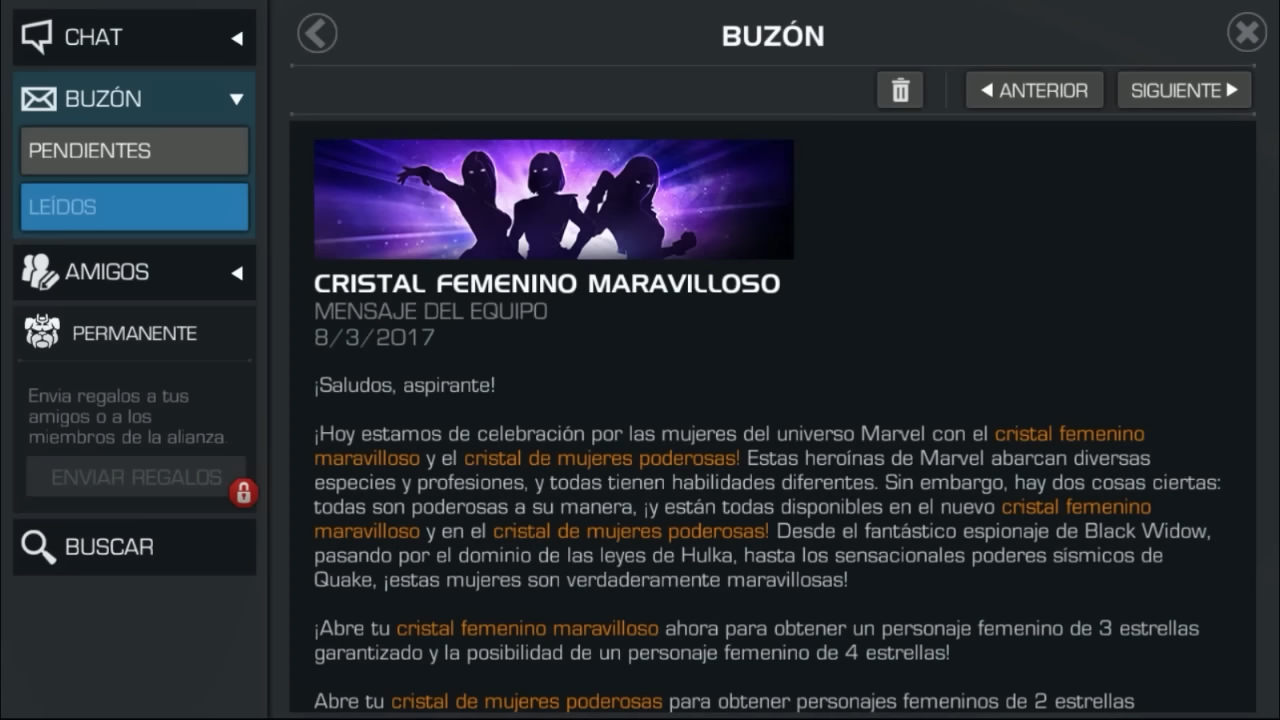 CHAT
BUZÓN
PENDIENTES
LEÍDOS
AMIGOS
PERMANENTE
Envia regalos a tus
amigos o a los
miembros de la alianza.
ENVIAR REGALOS
BUSCAR
BUZÓN
ANTERIOR
SIGUIENTE
CRISTAL FEMENINO MARAVILLOSO
MENSAJE DEL EQUIPO
8/3/2017
¡Saludos, aspirante!
¡Hoy estamos de celebración por las mujeres del universo Marvel con el cristal femenino
maravilloso y el cristal de mujeres poderosas! Estas heroínas de Marvel abarcan diversas
especies y profesiones, y todas tienen habilidades diferentes. Sin embargo, hay dos cosas ciertas:
todas son poderosas a su manera, ¡y están todas disponibles en el nuevo cristal femenino
maravilloso y en el cristal de mujeres poderosas! Desde el fantástico espionaje de Black Widow,
pasando por el dominio de las leyes de Hulka, hasta los sensacionales poderes sísmicos de
Quake, ¡estas mujeres son verdaderamente maravillosas!
¡Abre tu cristal femenino maravilloso ahora para obtener un personaje femenino de 3 estrellas
garantizado y la posibilidad de un personaje femenino de 4 estrellas!
Abre tu cristal de mujeres poderosas para obtener personajes femeninos de 2 estrellas